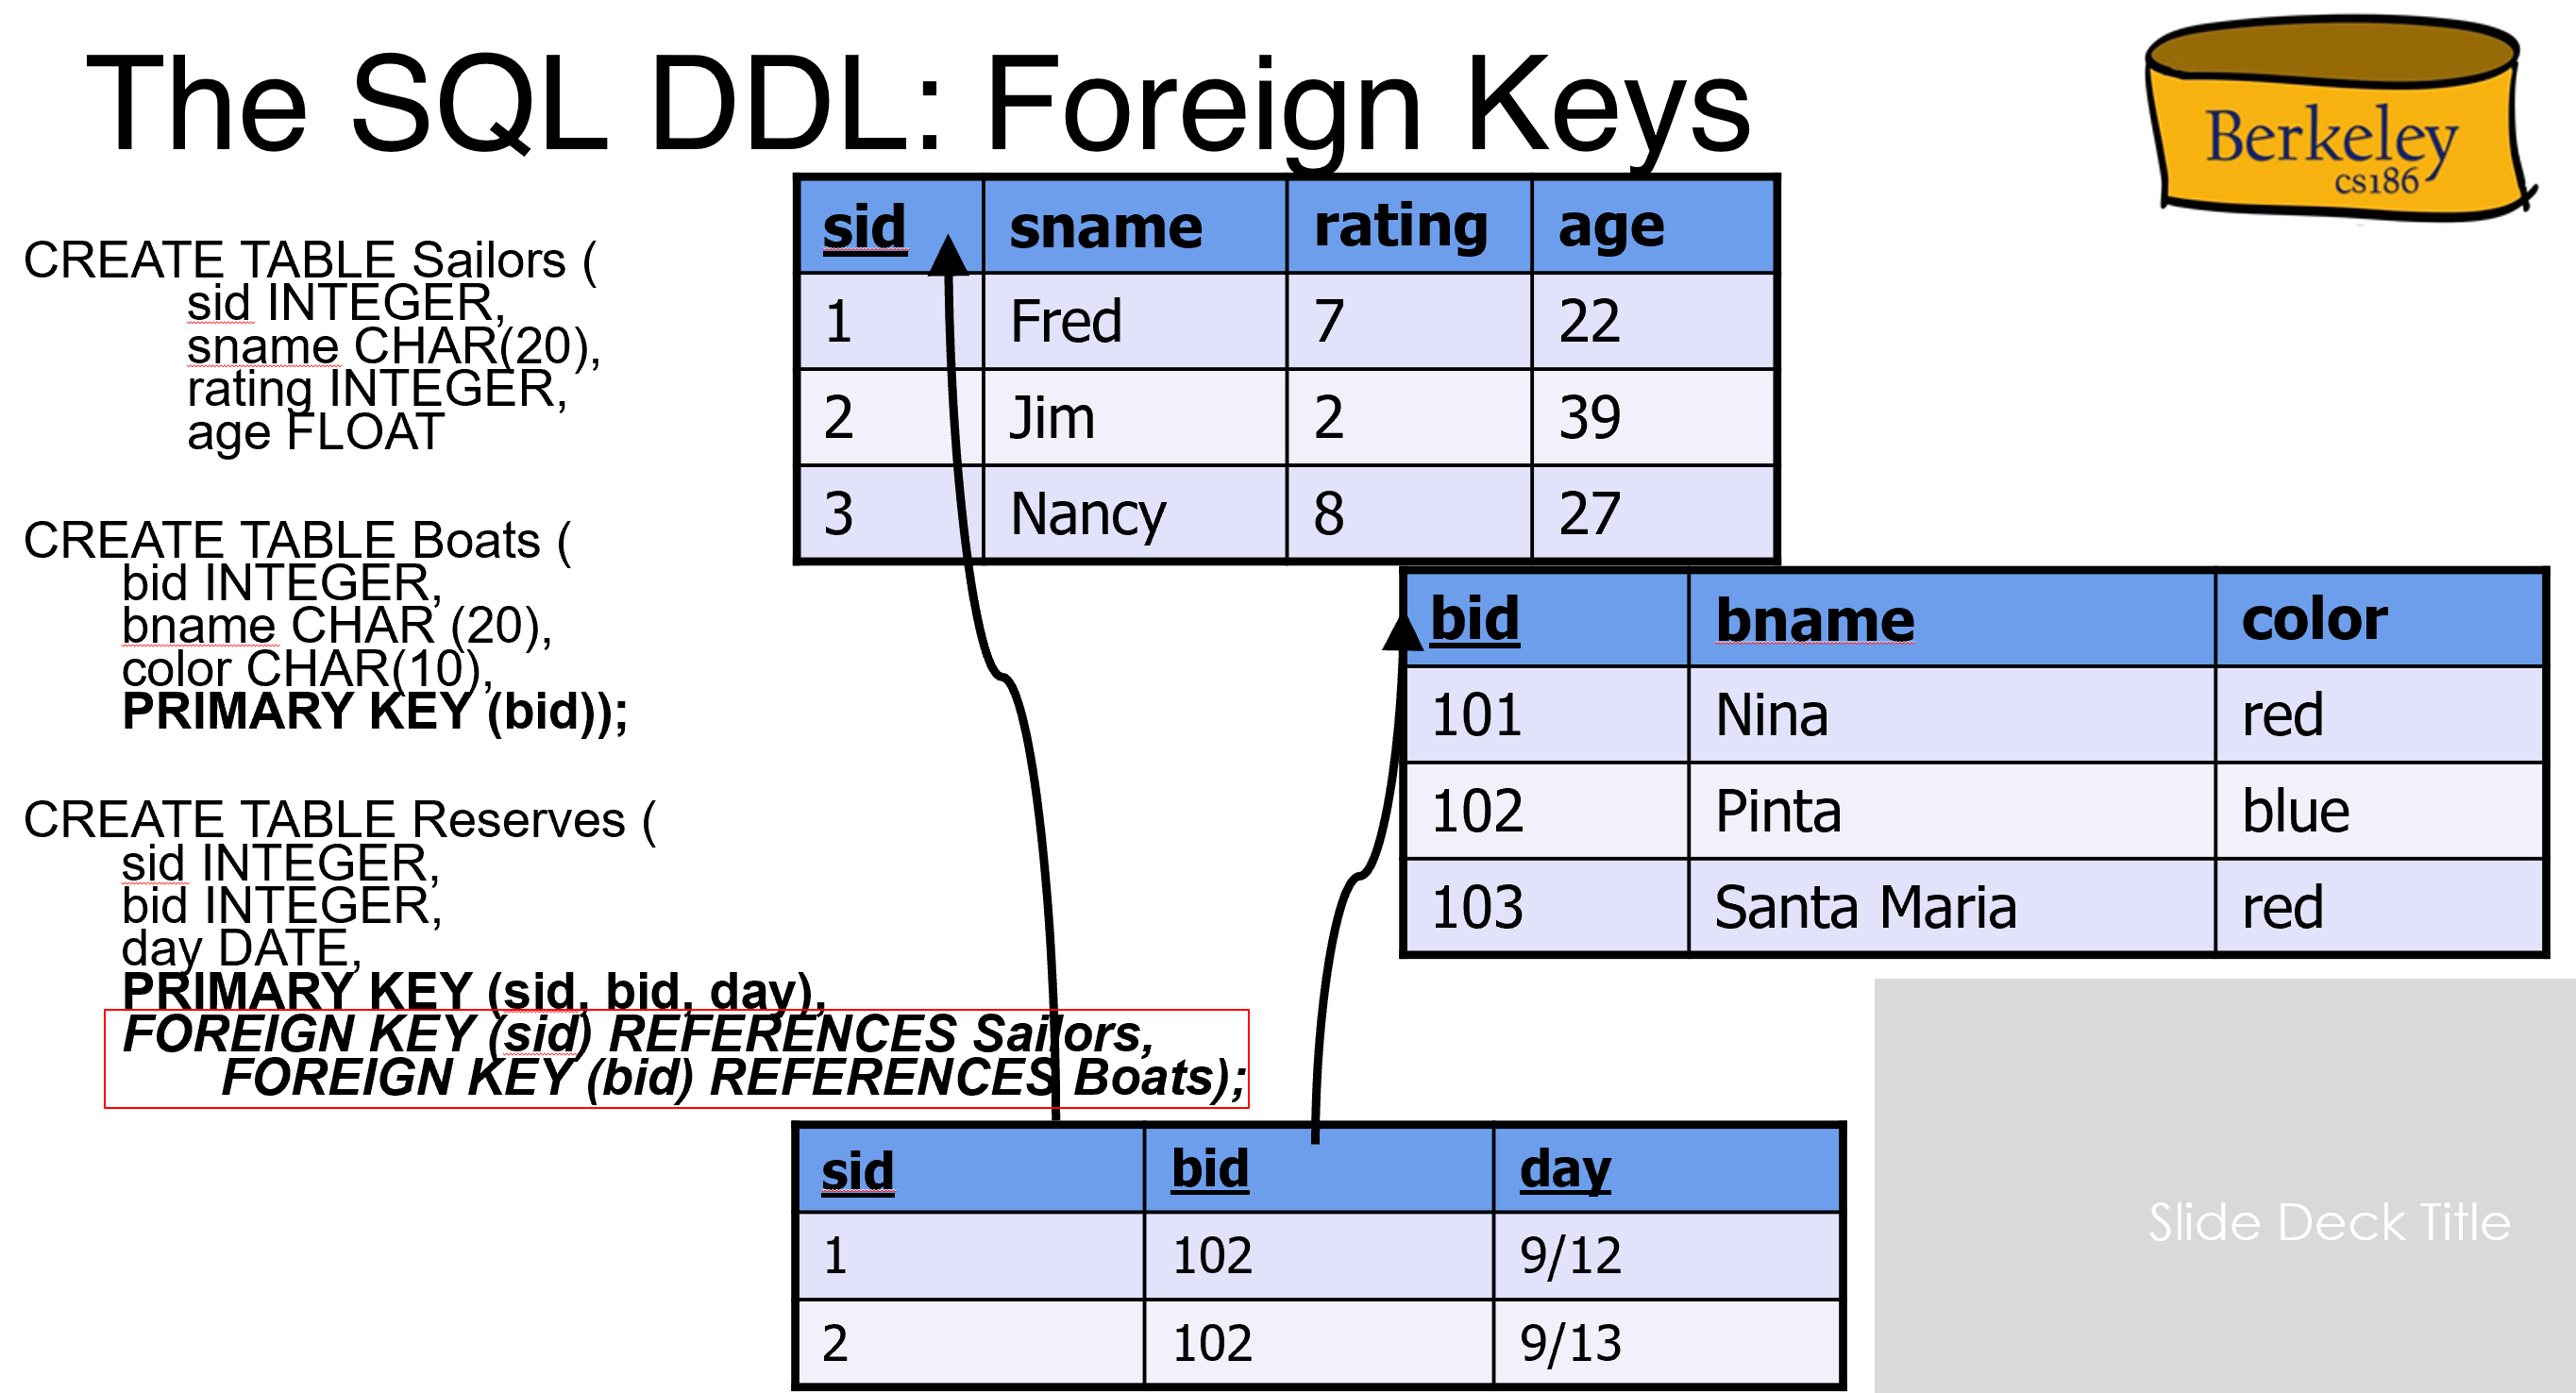 The SQL DDL: Foreign Keys
Berkeley
cs186
CREATE TABLE Sailors (
sid INTEGER,
sname CHAR(20),
rating INTEGER,
age FLOAT
CREATE TABLE Boats (
bid INTEGER,
bname CHAR (20),
color CHAR(10),
PRIMARY KEY (bid));
CREATE TABLE Reserves (
sid INTEGER,
bid INTEGER,
day DATE,
PRIMARY KEY (sid, bid, day),
FOREIGN KEY (sid) REFERENCES Sailors,
FOREIGN KEY (bid) REFERENCES Boats);
sid sname rating age
1 Fred 7 22
2 Jim 2 39
3 Nancy 8 27
bid bname color
101 Nina red
102 Pinta blue
103 Santa Maria red
sid bid day
1 102 9/12
2 102 9/13
Slide Deck Title